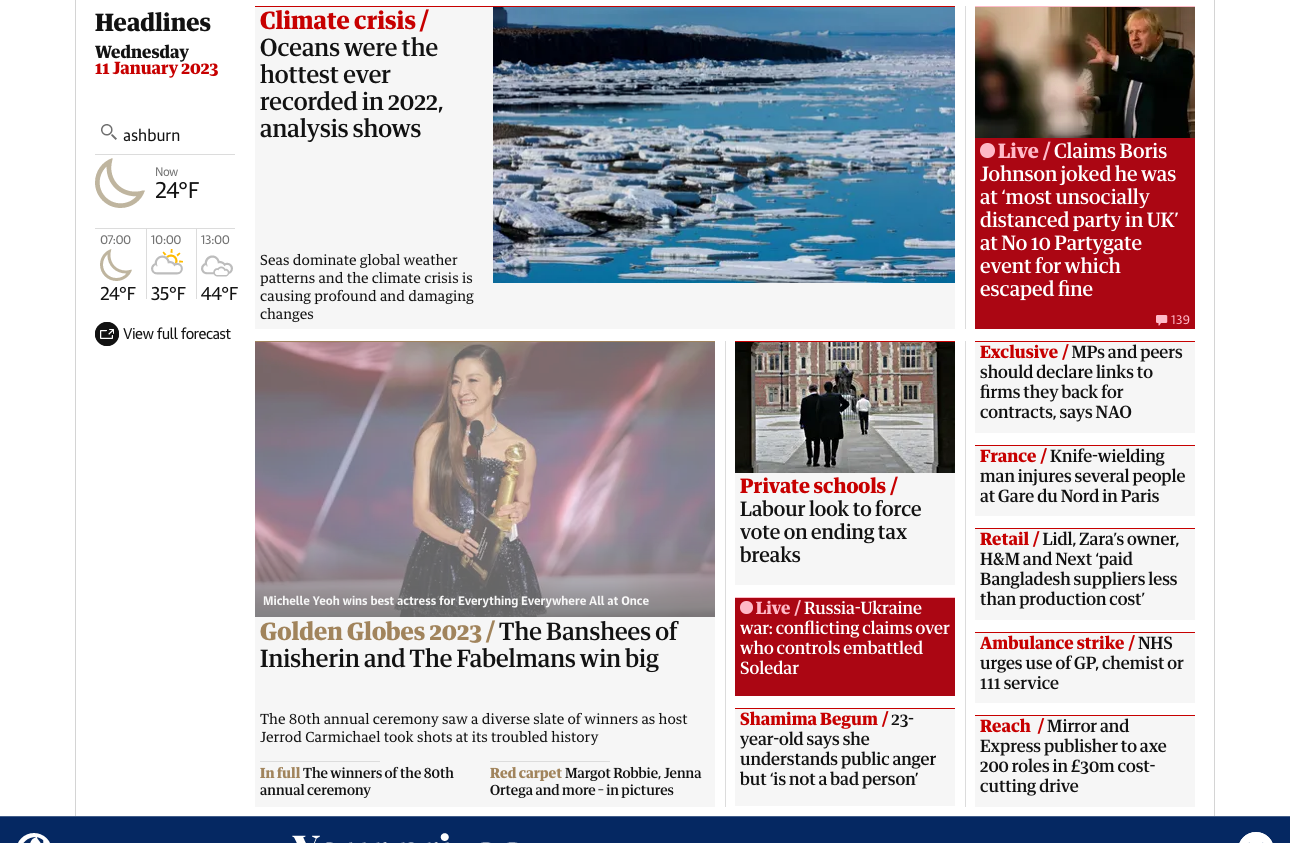 Headlines
Wednesday
11 January 2023
ashburn
Now
24°F
07:00
10:00
13:00
24°F
35°F
44°F
View full forecast
Climate crisis /
Oceans were the
hottest ever
recorded in 2022,
analysis shows
Seas dominate global weather
patterns and the climate crisis is
causing profound and damaging
changes
Live / Claims Boris
Johnson joked he was
at ‘most unsocially
distanced party in UK’
at No 10 Partygate
event for which
escaped fine
139
Michelle Yeoh wins best actress for Everything Everywhere All at Once
Golden Globes 2023 / The Banshees of
Inisherin and The Fabelmans win big
The 80th annual ceremony saw a diverse slate of winners as host
Jerrod Carmichael took shots at its troubled history
In full The winners of the 80th
annual ceremony
Red carpet Margot Robbie, Jenna
Ortega and more – in pictures
Private schools /
Labour look to force
vote on ending tax
breaks
Live / Russia-Ukraine
war: conflicting claims over
who controls embattled
Soledar
Shamima Begum / 23-
year-old says she
understands public anger
but ‘is not a bad person’
Exclusive / MPs and peers
should declare links to
firms they back for
contracts, says NAO
France / Knife-wielding
man injures several people
at Gare du Nord in Paris
Retail / Lidl, Zara’s owner,
H&M and Next ‘paid
Bangladesh suppliers less
than production cost’
Ambulance strike / NHS
urges use of GP, chemist or
111 service
Reach / Mirror and
Express publisher to axe
200 roles in £30m cost-
cutting drive